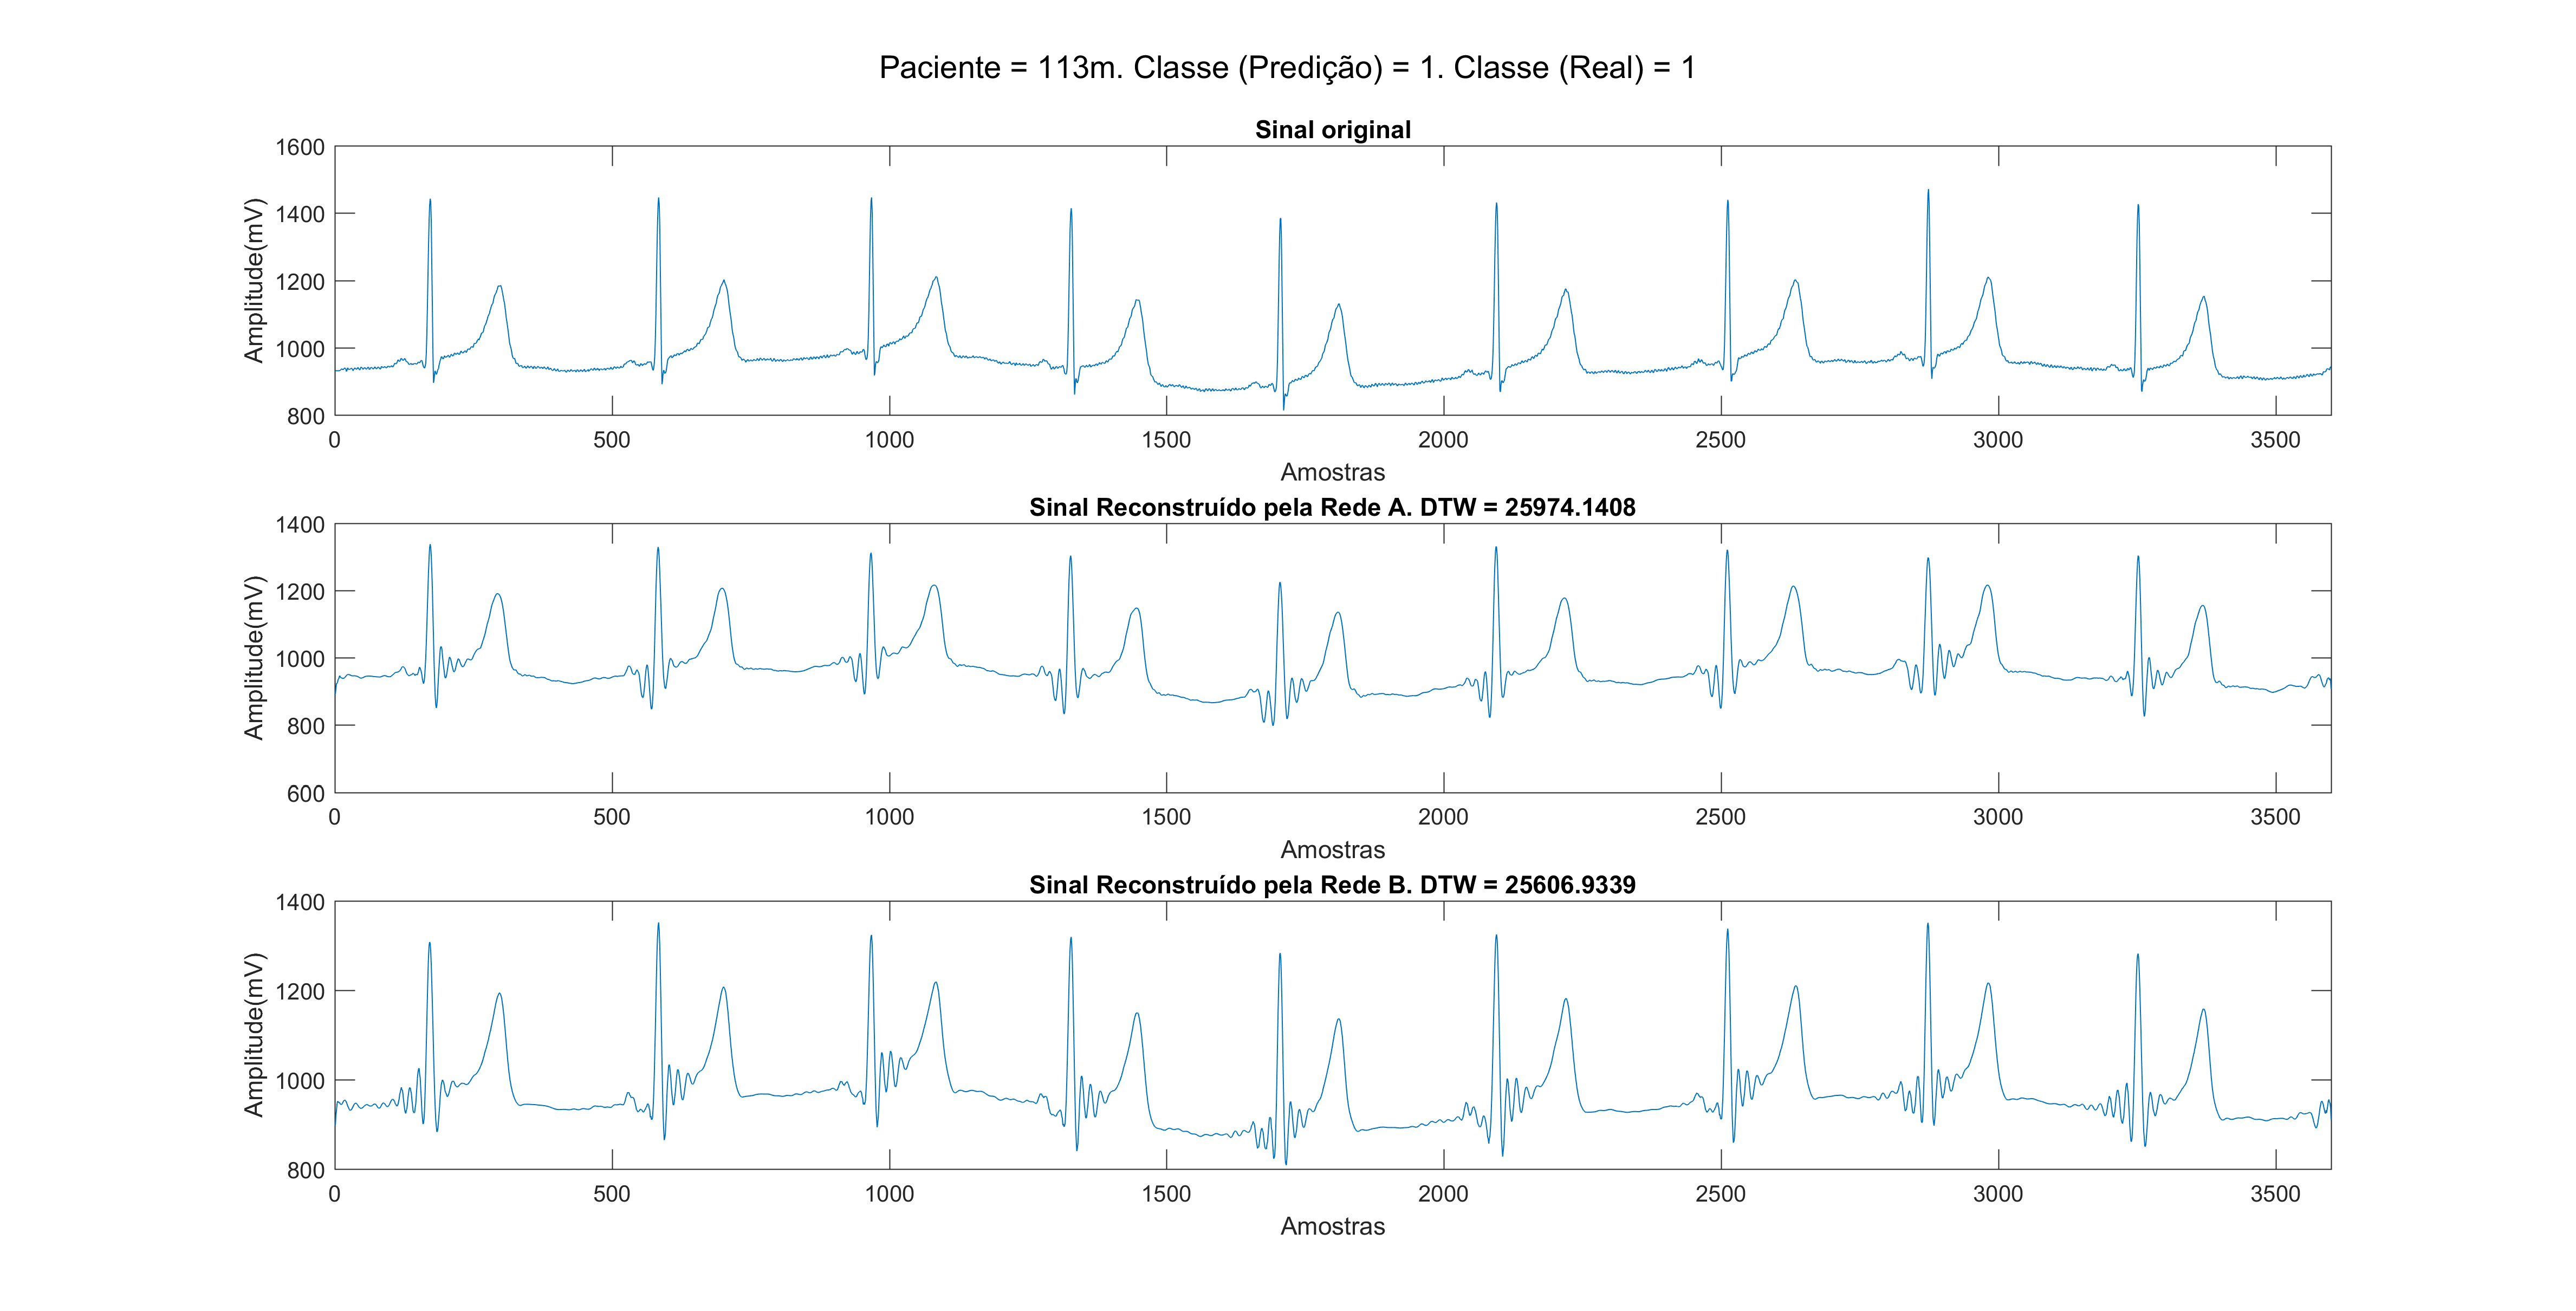 Paciente = 113m. Classe (Predição) = 1. Classe (Real) = 1
Sinal original
1600
1400
1200
1000
800
Amplitude(mV)
0 500 1000 1500 2000 2500 3000 3500
Amostras
Sinal Reconstruído pela Rede A. DTW = 25974.1408
1400
1200
1000
800
600
Amplitude(mV)
0 500 1000 1500 2000 2500 3000 3500
Amostras
Sinal Reconstruído pela Rede B. DTW = 25606.9339
1400
1200
1000
800
Amplitude(mV)
0 500 1000 1500 2000 2500 3000 3500
Amostras